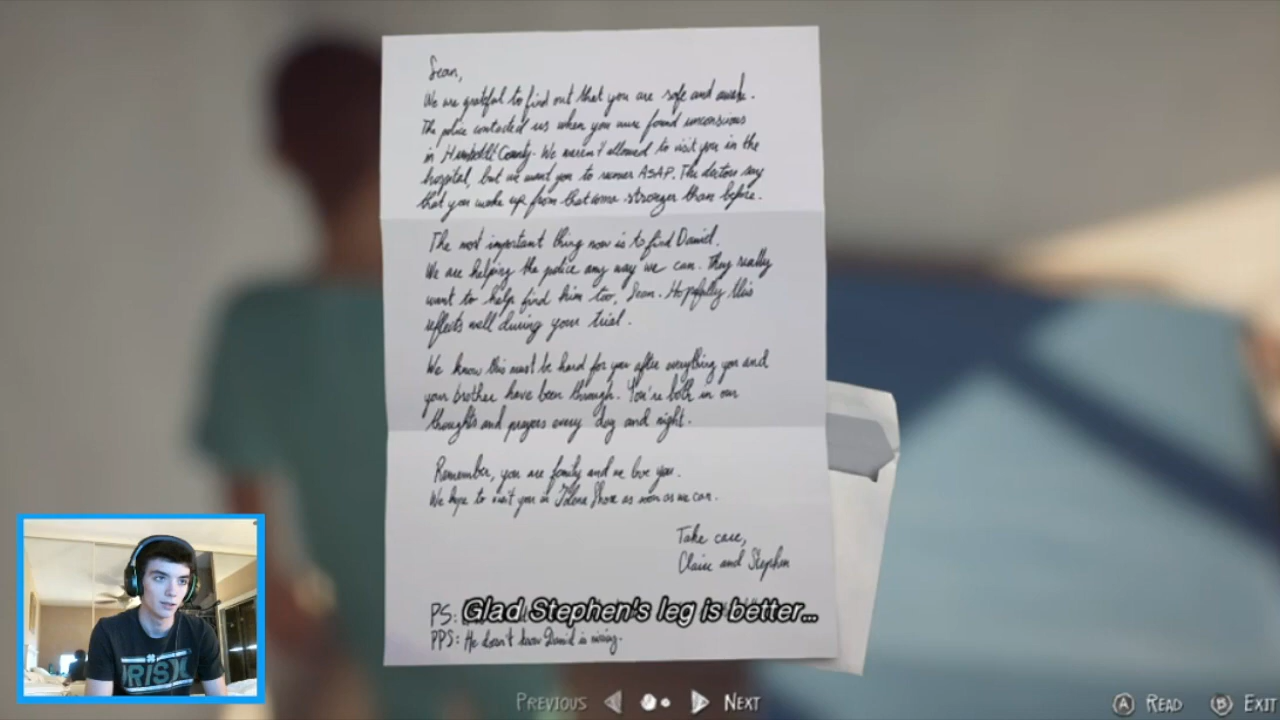 Sean,
We are grateful to find out that you are safe and awake.
The police contacted us when you were found unconscious
in Humboldt County. We weren't allowed to visit you in the
hospital, but we want you to recover ASAP. The doctors say
that you woke up from that coma stronger than before.
The most important thing now is to find Daniel.
We are helping the police any way we can. They really
want to help find him too, Sean. Hopefully this
reflects well during your trial.
We know this must be hard for you after everything you and
your brother have been through. You're both in our
thoughts and prayers every day and night.
Remember, you are family and we love you.
We hope to visit you in Shore as soon as we can.
Take care,
Claire and Stephen
PS:
Glad Stephen's leg is better...
PPS: He doesn't know Daniel is missing.
PREVIOUS NEXT
A READ B EXIT